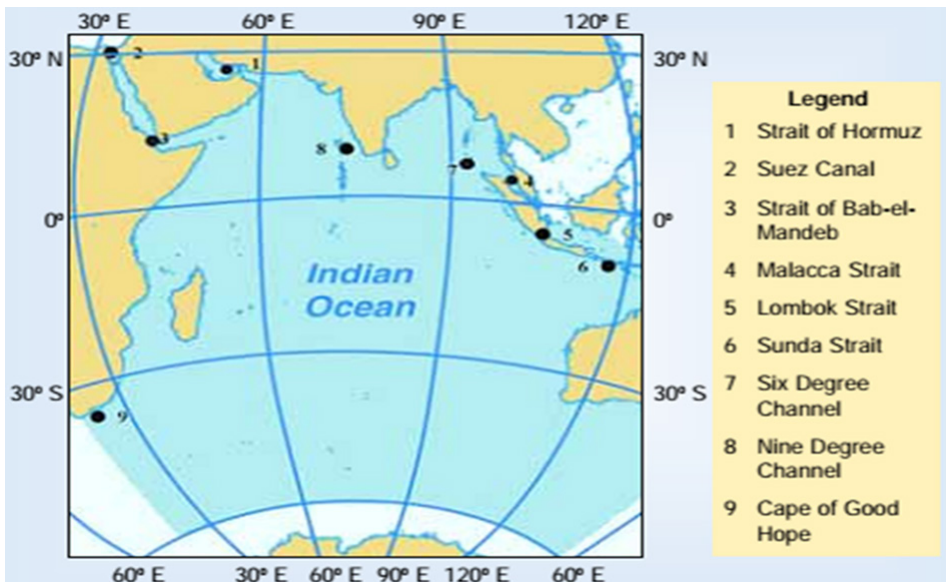 30° E 60° E 90° E 120° E
30° N 2 1 30° N
3
8
7 4
0° 0°
5
6
Indian
Ocean
30° S 30° S
9
60° E 30° E 60° E 90° E 120° E 60° E
Legend
1 Strait of Hormuz
2 Suez Canal
3 Strait of Bab-el-
Mandeb
4 Malacca Strait
5 Lombok Strait
6 Sunda Strait
7 Six Degree
Channel
8 Nine Degree
Channel
9 Cape of Good
Hope